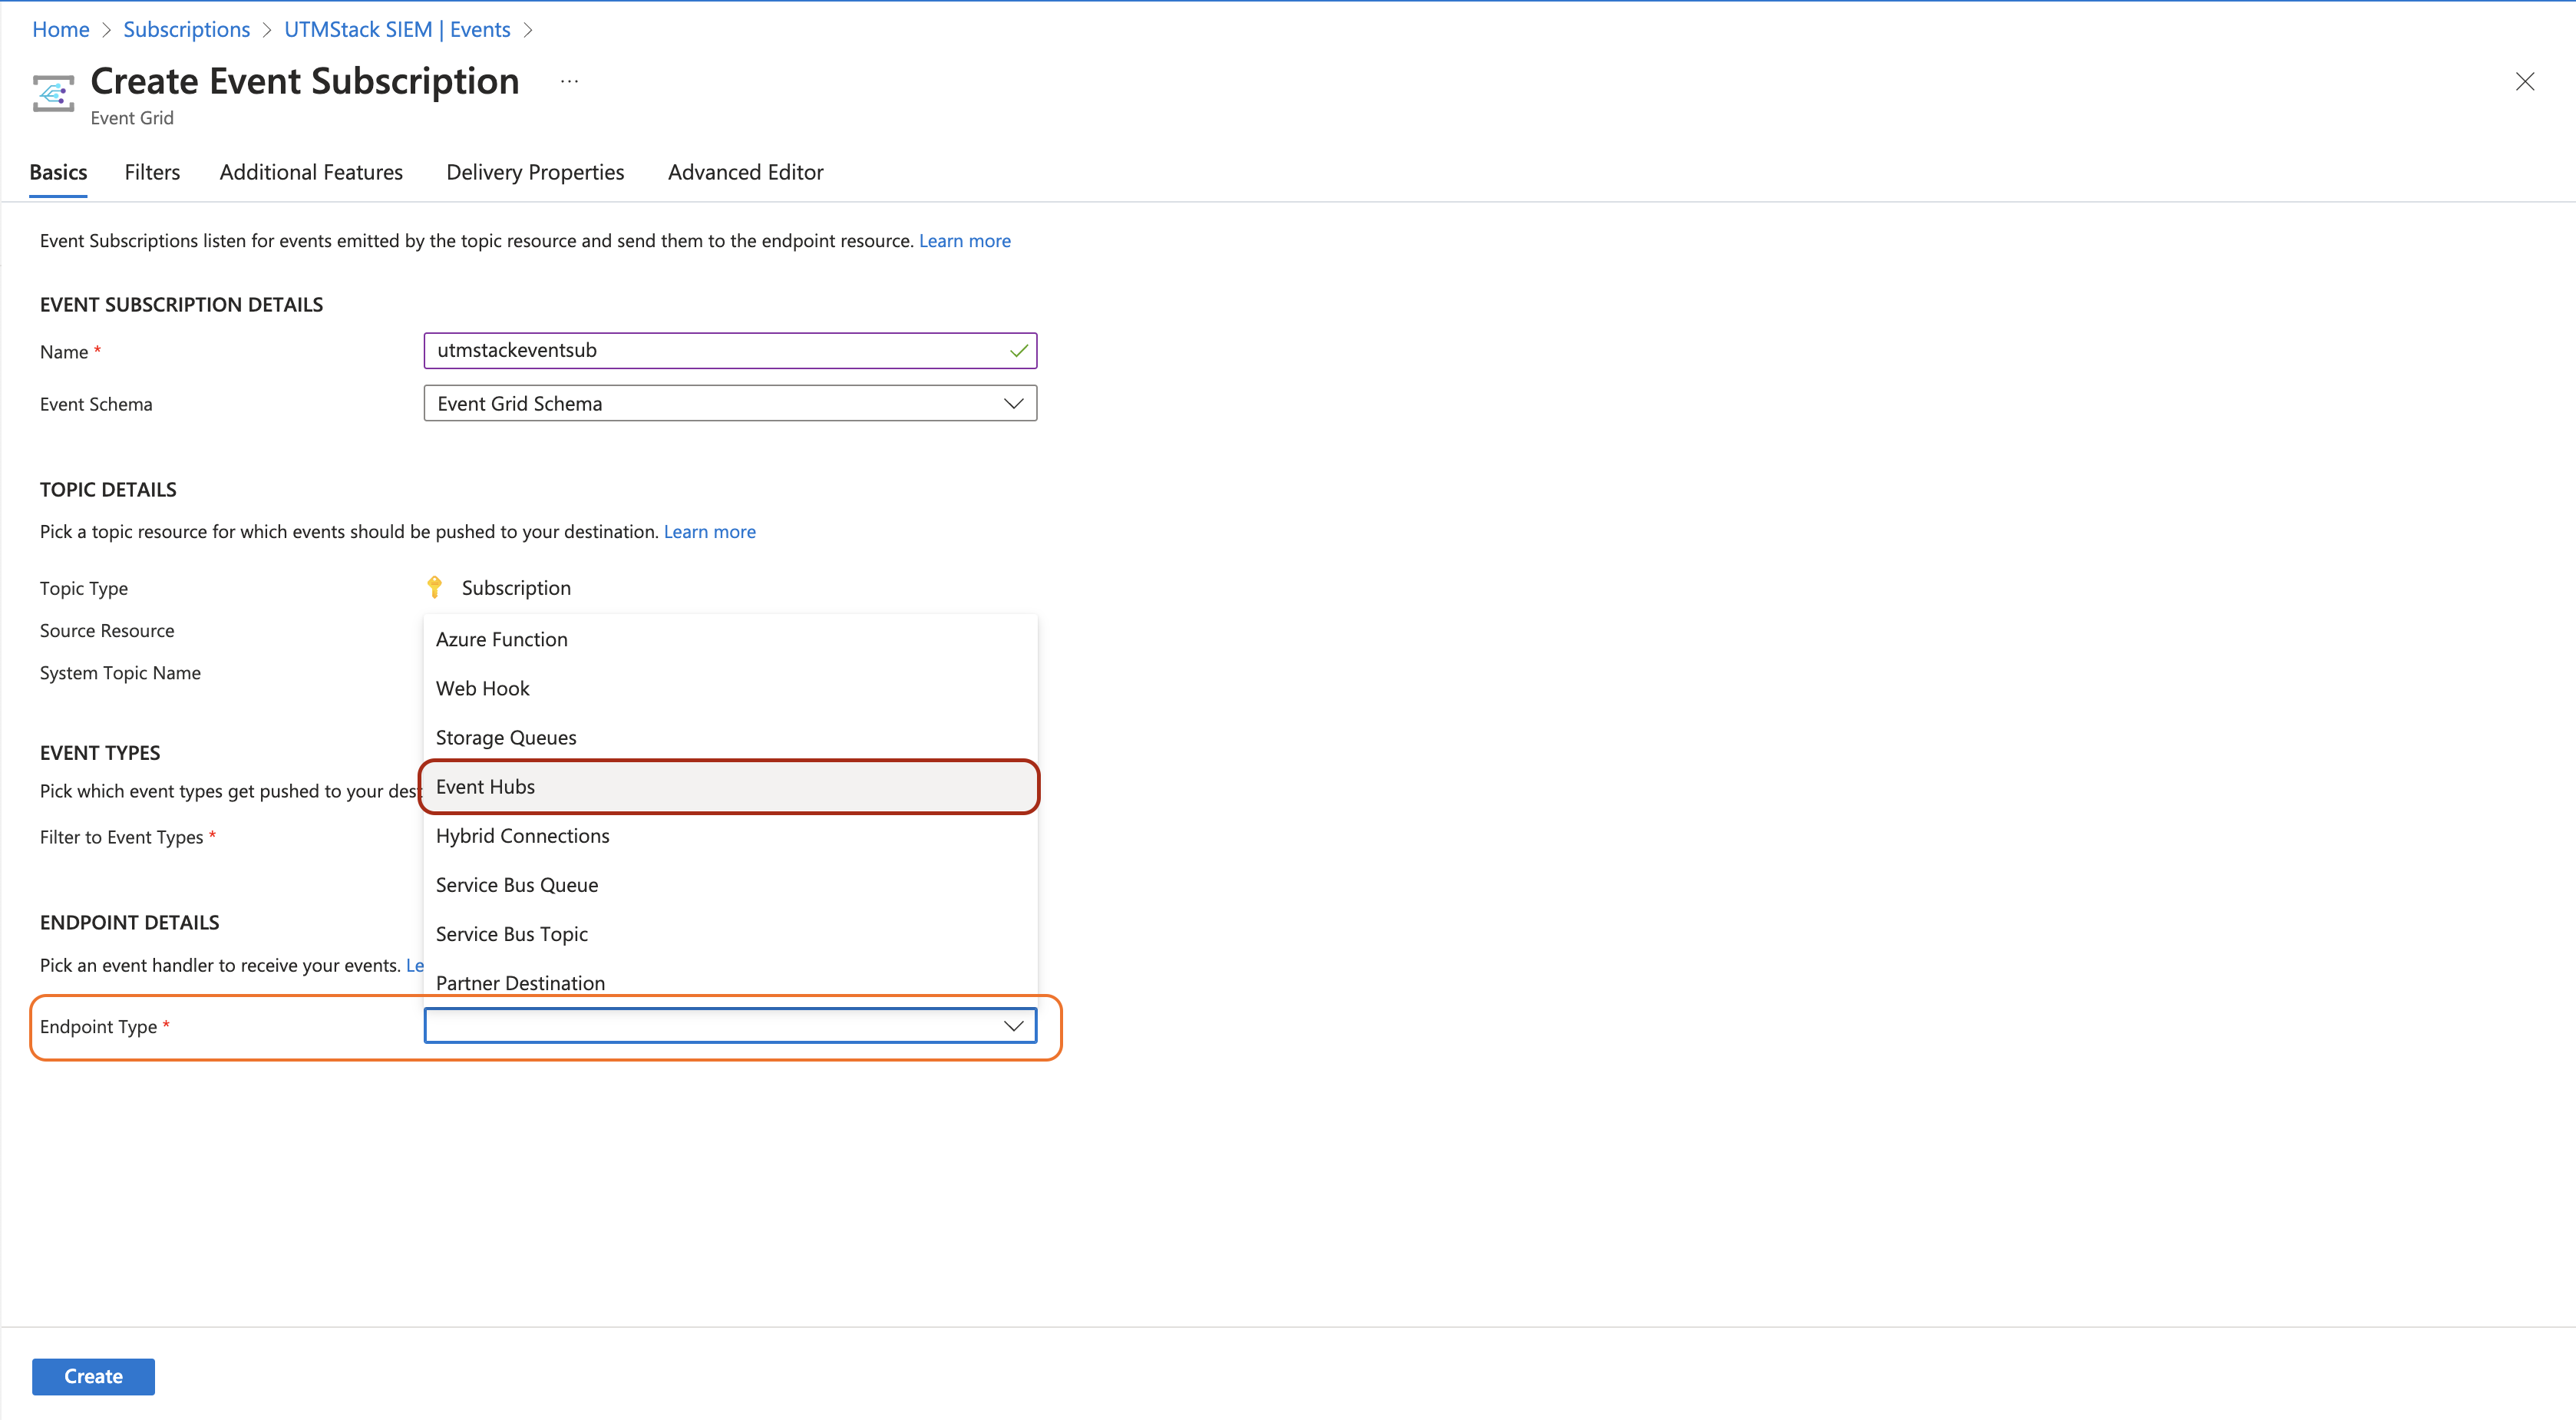 Home > Subscriptions > UTMStack SIEM | Events >
Create Event Subscription ...
Event Grid
Basics Filters Additional Features Delivery Properties Advanced Editor
Event Subscriptions listen for events emitted by the topic resource and send them to the endpoint resource. Learn more
EVENT SUBSCRIPTION DETAILS
Name * utmstackeventsub
Event Schema Event Grid Schema
TOPIC DETAILS
Pick a topic resource for which events should be pushed to your destination. Learn more
Topic Type Subscription
Source Resource
System Topic Name
EVENT TYPES
Pick which event types get pushed to your dest
Filter to Event Types *
ENDPOINT DETAILS
Pick an event handler to receive your events. Le
Azure Function
Web Hook
Storage Queues
Event Hubs
Hybrid Connections
Service Bus Queue
Service Bus Topic
Partner Destination
Endpoint Type *
Create